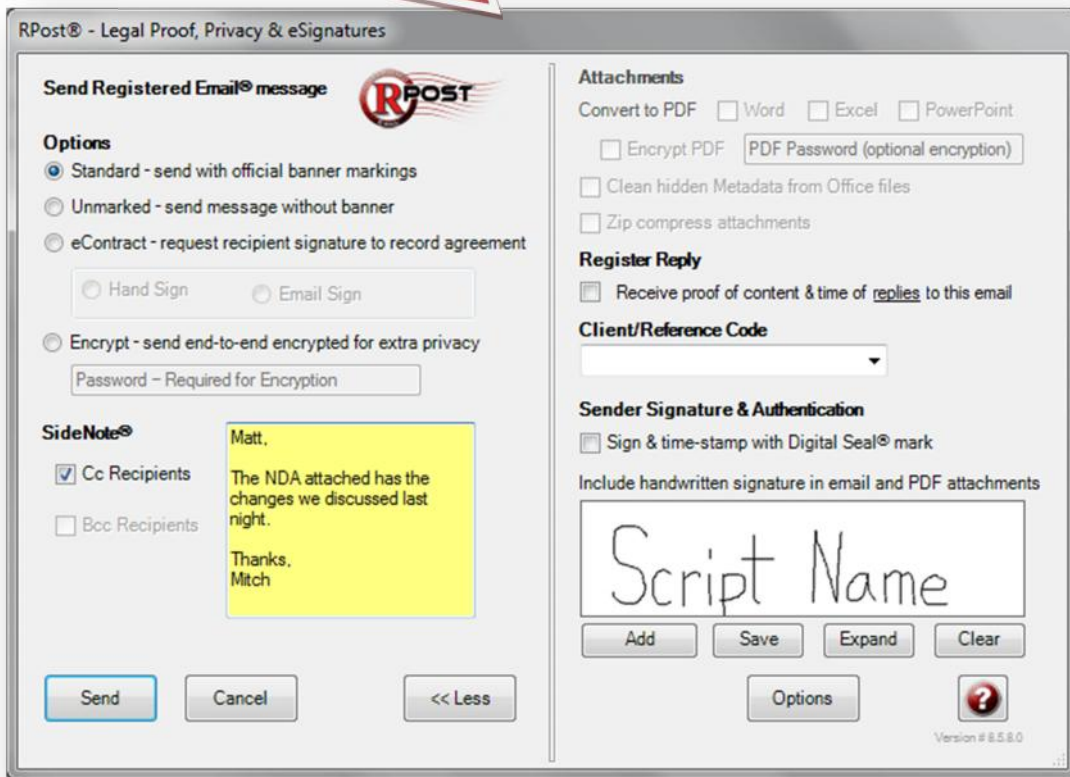 RPost® - Legal Proof, Privacy & eSignatures
Send Registered Email® message
RPOST
Options
Standard - send with official banner markings
Unmarked - send message without banner
eContract - request recipient signature to record agreement
Hand Sign
Email Sign
Encrypt - send end-to-end encrypted for extra privacy
Password – Required for Encryption
SideNote®
Cc Recipients
Bcc Recipients
Matt,
The NDA attached has the
changes we discussed last
night.
Thanks,
Mitch
Send
Cancel
<< Less
Attachments
Convert to PDF
Word
Excel
PowerPoint
Encrypt PDF
PDF Password (optional encryption)
Clean hidden Metadata from Office files
Zip compress attachments
Register Reply
Receive proof of content & time of replies to this email
Client/Reference Code
Sender Signature & Authentication
Sign & time-stamp with Digital Seal® mark
Include handwritten signature in email and PDF attachments
Script Name
Add
Save
Expand
Clear
Options
?
Version # 8.5.8.0